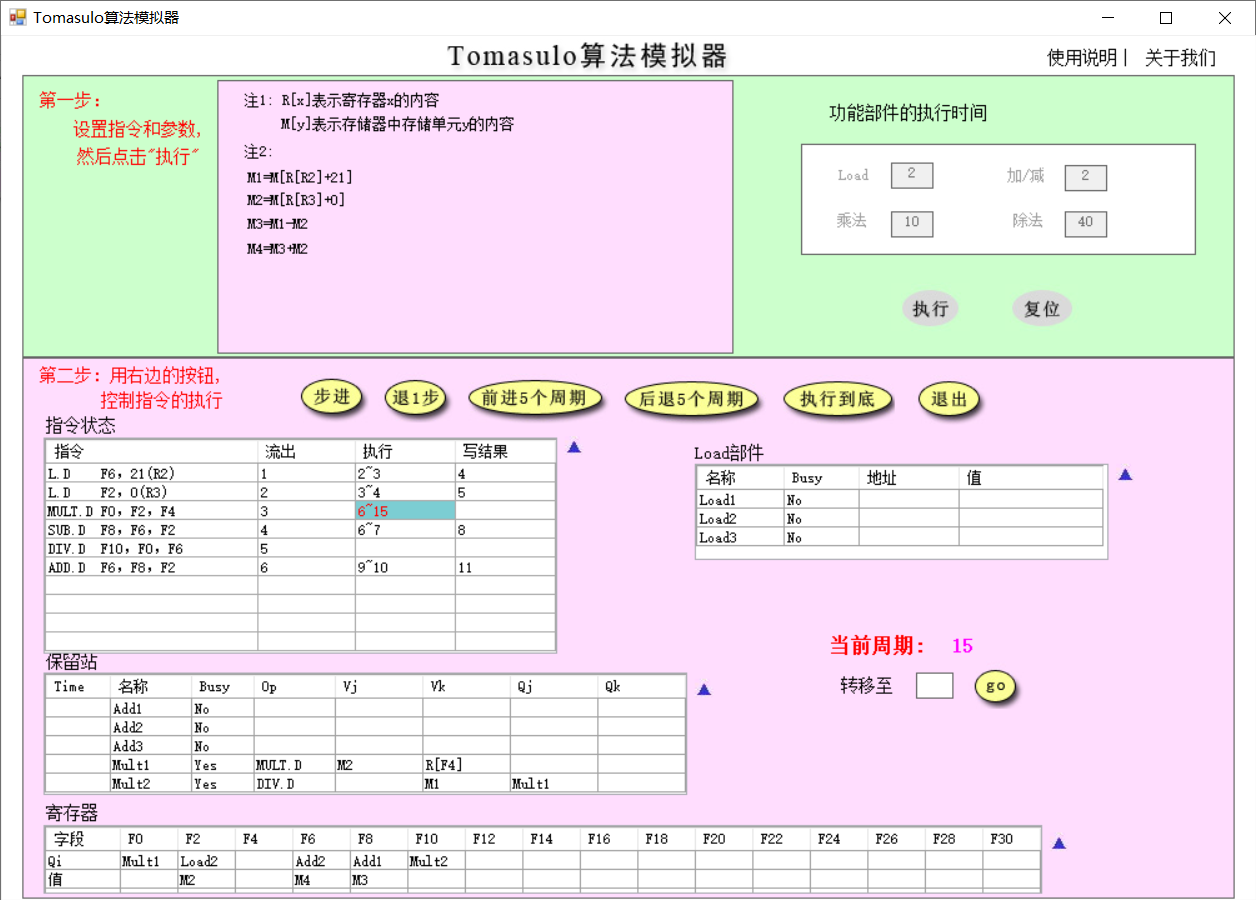 Tomasulo算法模拟器
Tomasulo算法模拟器
使用说明 | 关于我们
第一步：
设置指令和参数,
然后点击"执行"
注1: R[x]表示寄存器x的内容
M[y]表示存储器中存储单元y的内容
注2:
M1=M[R[R2]+21]
M2=M[R[R3]+0]
M3=M1-M2
M4=M3+M2
功能部件的执行时间
Load 2 加/减 2
乘法 10 除法 40
执行 复位
第二步：用右边的按钮,
控制指令的执行
步进 退1步 前进5个周期 后退5个周期 执行到底 退出
指令状态
指令 流出 执行 写结果
L.D F6, 21(R2) 1 2~3 4
L.D F2, 0(R3) 2 3~4 5
MULT.D F0, F2, F4 3 6~15
SUB.D F8, F6, F2 4 6~7 8
DIV.D F10, F0, F6 5
ADD.D F6, F8, F2 6 9~10 11
Load部件
名称 Busy 地址 值
Load1 No
Load2 No
Load3 No
当前周期： 15
转移至 go
保留站
Time 名称 Busy Op Vj Vk Qj Qk
Add1 No
Add2 No
Add3 No
Mult1 Yes MULT.D M2 R[F4]
Mult2 Yes DIV.D M1 Mult1
寄存器
字段 F0 F2 F4 F6 F8 F10 F12 F14 F16 F18 F20 F22 F24 F26 F28 F30
Qi Mult1 Load2 Add2 Add1 Mult2
值 M2 M4 M3